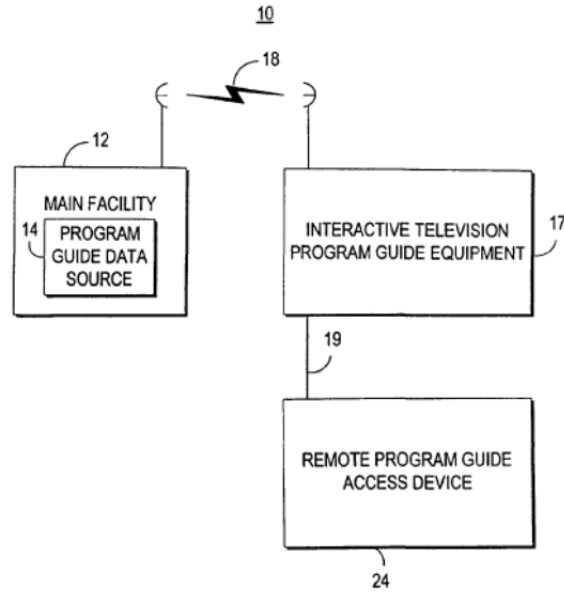 10
18
12
MAIN FACILITY
14
PROGRAM
GUIDE DATA
SOURCE
INTERACTIVE TELEVISION
PROGRAM GUIDE EQUIPMENT
17
19
REMOTE PROGRAM GUIDE
ACCESS DEVICE
24